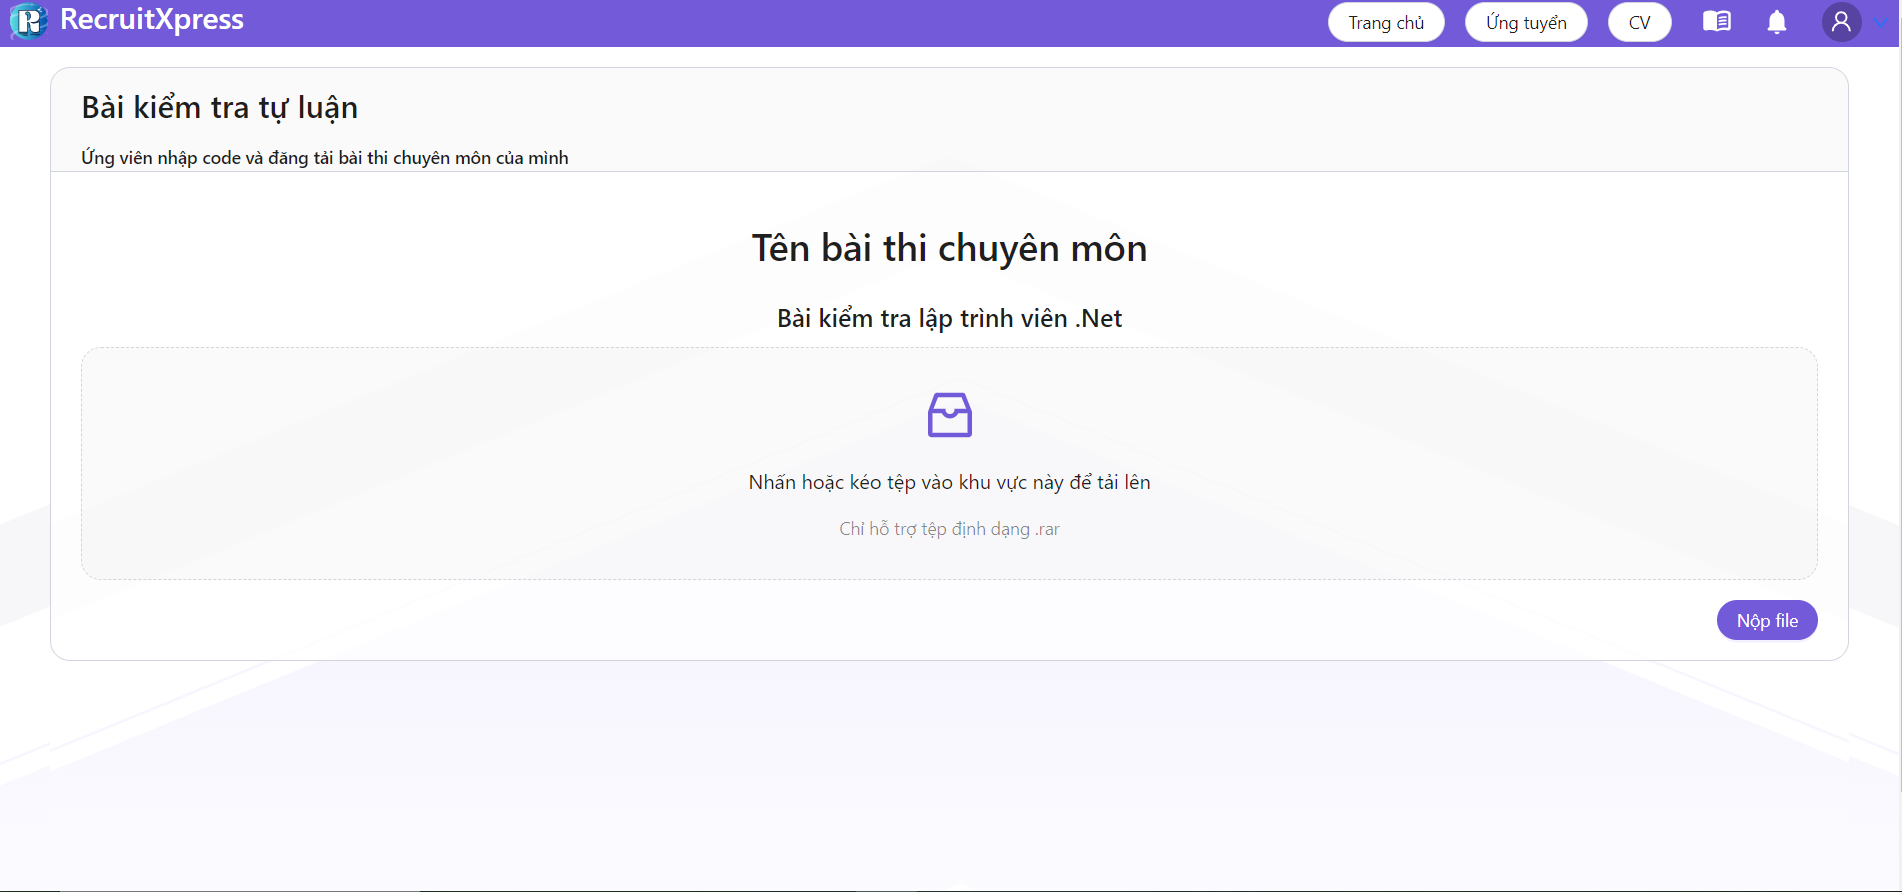 RecruitXpress
Trang chủ
Ứng tuyển
CV
Bài kiểm tra tự luận
Ứng viên nhập code và đăng tải bài thi chuyên môn của mình
Tên bài thi chuyên môn
Bài kiểm tra lập trình viên .Net
Nhấn hoặc kéo tệp vào khu vực này để tải lên
Chỉ hỗ trợ tệp định dạng .rar
Nộp file